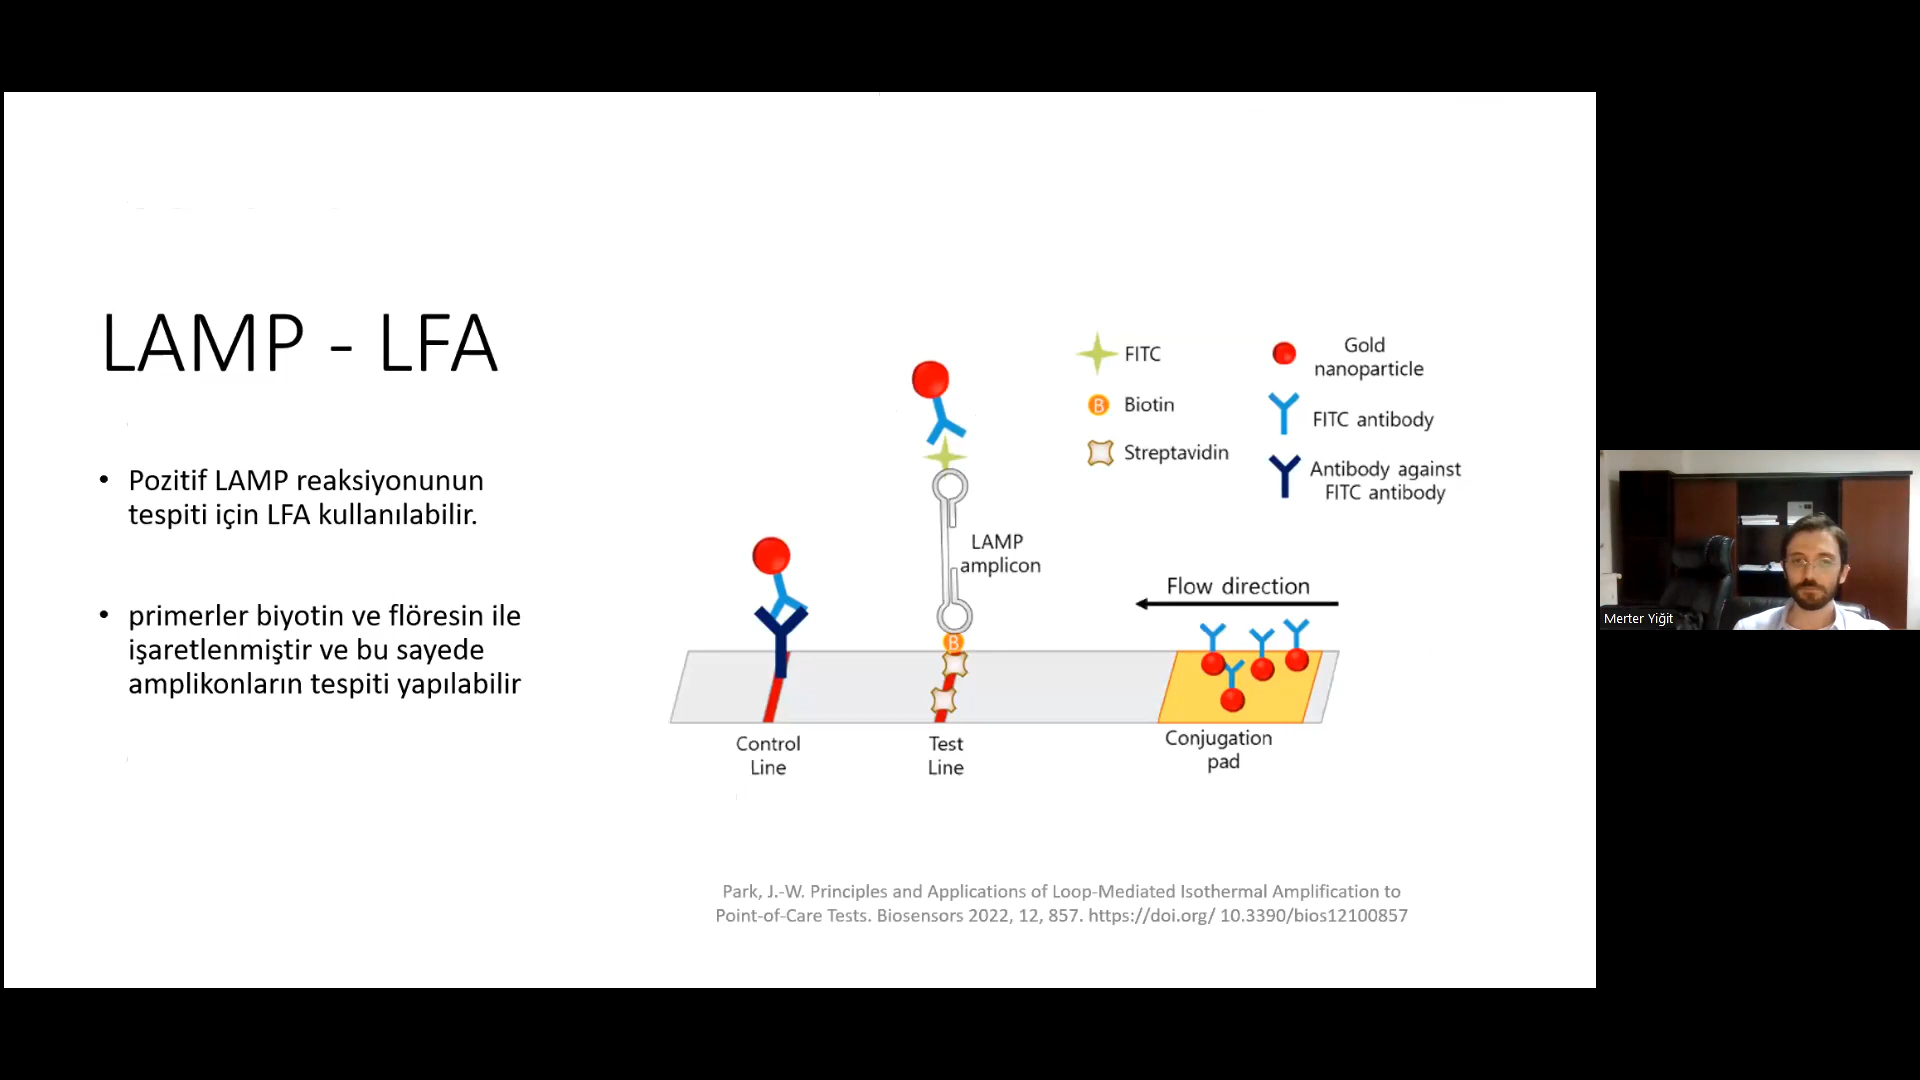 LAMP - LFA
• Pozitif LAMP reaksiyonunun
tespiti için LFA kullanılabilir.
• primerler biyotin ve flöresin ile
işaretlenmiştir ve bu sayede
amplikonların tespiti yapılabilir
FITC
Biotin
Streptavidin
Gold
nanoparticle
FITC antibody
Antibody against
FITC antibody
LAMP
amplicon
Flow direction
B
B
Control
Line
Test
Line
Conjugation
pad
Park, J.-W. Principles and Applications of Loop-Mediated Isothermal Amplification to
Point-of-Care Tests. Biosensors 2022, 12, 857. https://doi.org/ 10.3390/bios12100857
Merter Yiğit